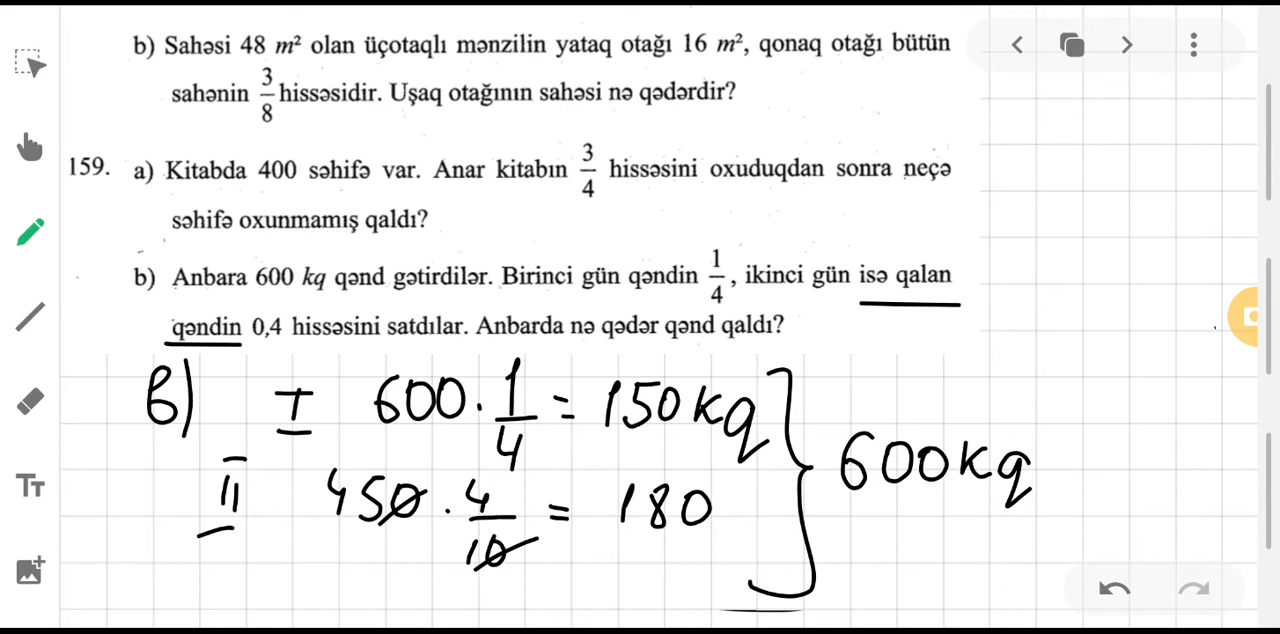 b) Sahəsi 48 m² olan üçotaqlı mənzilin yataq otağı 16 m², qonaq otağı bütün
sahənin 3/8 hissəsidir. Uşaq otağının sahəsi nə qədərdir?
159. a) Kitabda 400 səhifə var. Anar kitabın 3/4 hissəsini oxuduqdan sonra neçə
səhifə oxunmamış qaldı?
b) Anbara 600 kq qənd gətirdilər. Birinci gün qəndin 1/4, ikinci gün isə qalan
qəndin 0,4 hissəsini satdılar. Anbarda nə qədər qənd qaldı?
b) I 600 · 1/4 = 150 kq
II 450 · 4/10 = 180
600 kq